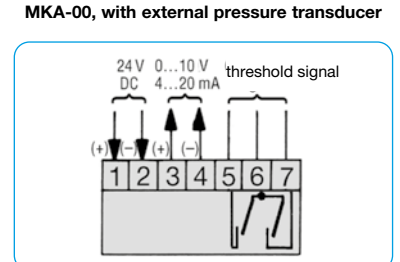 MKA-00, with external pressure transducer
24 V 0...10 V threshold signal
DC 4...20 mA
(+) (–) (+) (–)
1 2 3 4 5 6 7